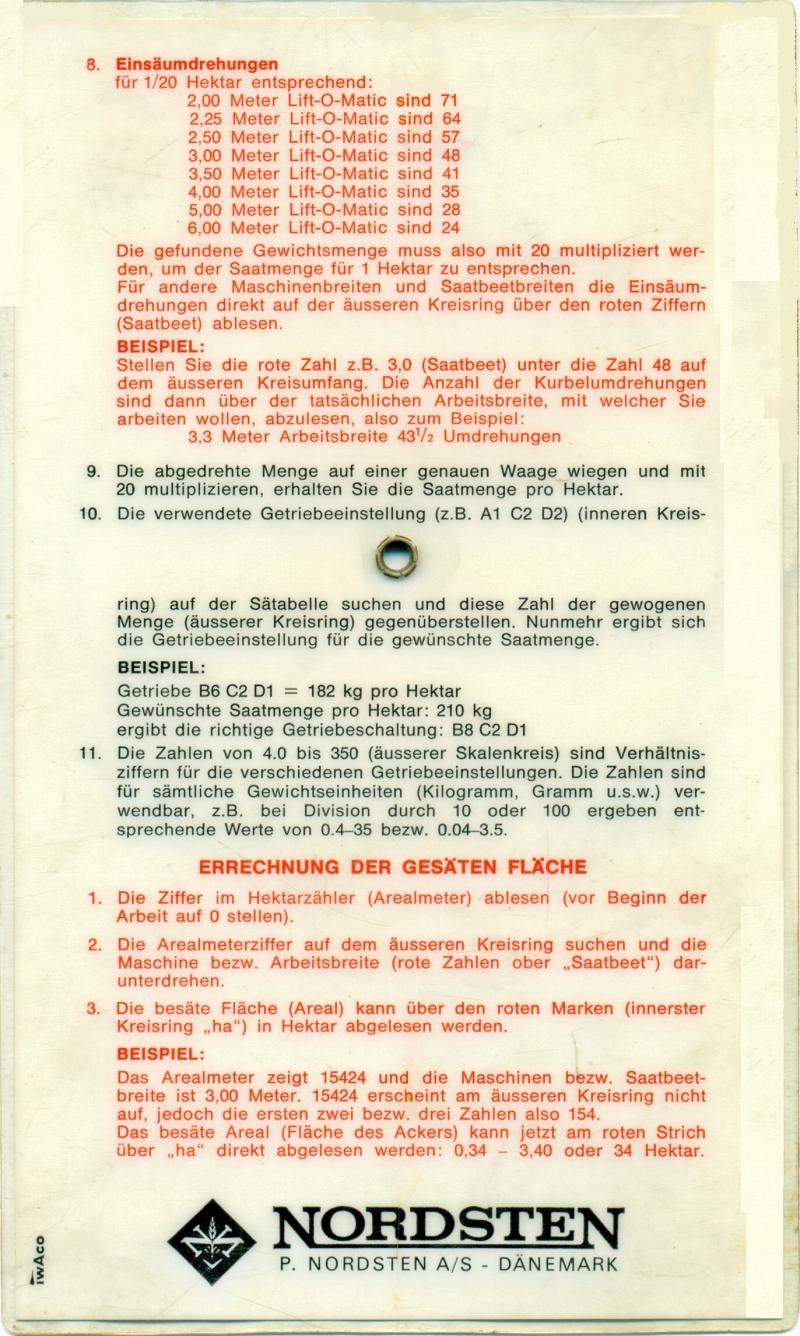 8. Einsäumdrehungen
für 1/20 Hektar entsprechend:
2,00 Meter Lift-O-Matic sind 71
2,25 Meter Lift-O-Matic sind 64
2,50 Meter Lift-O-Matic sind 57
3,00 Meter Lift-O-Matic sind 48
3,50 Meter Lift-O-Matic sind 41
4,00 Meter Lift-O-Matic sind 35
5,00 Meter Lift-O-Matic sind 28
6,00 Meter Lift-O-Matic sind 24
Die gefundene Gewichtsmenge muss also mit 20 multipliziert wer-
den, um der Saatmenge für 1 Hektar zu entsprechen.
Für andere Maschinenbreiten und Saatbeetbreiten die Einsäum-
drehungen direkt auf der äusseren Kreisring über den roten Ziffern
(Saatbeet) ablesen.
BEISPIEL:
Stellen Sie die rote Zahl z.B. 3,0 (Saatbeet) unter die Zahl 48 auf
dem äusseren Kreisumfang. Die Anzahl der Kurbelumdrehungen
sind dann über der tatsächlichen Arbeitsbreite, mit welcher Sie
arbeiten wollen, abzulesen, also zum Beispiel:
3,3 Meter Arbeitsbreite 43½ Umdrehungen
9. Die abgedrehte Menge auf einer genauen Waage wiegen und mit
20 multiplizieren, erhalten Sie die Saatmenge pro Hektar.
10. Die verwendete Getriebeeinstellung (z.B. A1 C2 D2) (inneren Kreis-
ring) auf der Sätabelle suchen und diese Zahl der gewogenen
Menge (äusserer Kreisring) gegenüberstellen. Nunmehr ergibt sich
die Getriebeeinstellung für die gewünschte Saatmenge.
BEISPIEL:
Getriebe B6 C2 D1 = 182 kg pro Hektar
Gewünschte Saatmenge pro Hektar: 210 kg
ergibt die richtige Getriebeschaltung: B8 C2 D1
11. Die Zahlen von 4.0 bis 350 (äusserer Skalenkreis) sind Verhältnis-
ziffern für die verschiedenen Getriebeeinstellungen. Die Zahlen sind
für sämtliche Gewichtseinheiten (Kilogramm, Gramm u.s.w.) ver-
wendbar, z.B. bei Division durch 10 oder 100 ergeben ent-
sprechende Werte von 0.4–35 bezw. 0.04–3.5.
ERRECHNUNG DER GESÄTEN FLÄCHE
1. Die Ziffer im Hektarzähler (Arealmeter) ablesen (vor Beginn der
Arbeit auf 0 stellen).
2. Die Arealmeterziffer auf dem äusseren Kreisring suchen und die
Maschine bezw. Arbeitsbreite (rote Zahlen ober „Saatbeet“) dar-
unterdrehen.
3. Die besäte Fläche (Areal) kann über den roten Marken (innerster
Kreisring „ha“) in Hektar abgelesen werden.
BEISPIEL:
Das Arealmeter zeigt 15424 und die Maschinen bezw. Saatbeet-
breite ist 3,00 Meter. 15424 erscheint am äusseren Kreisring nicht
auf, jedoch die ersten zwei bezw. drei Zahlen also 154.
Das besäte Areal (Fläche des Ackers) kann jetzt am roten Strich
über „ha“ direkt abgelesen werden: 0,34 – 3,40 oder 34 Hektar.
NORDSTEN
P. NORDSTEN A/S - DÄNEMARK
iwAco